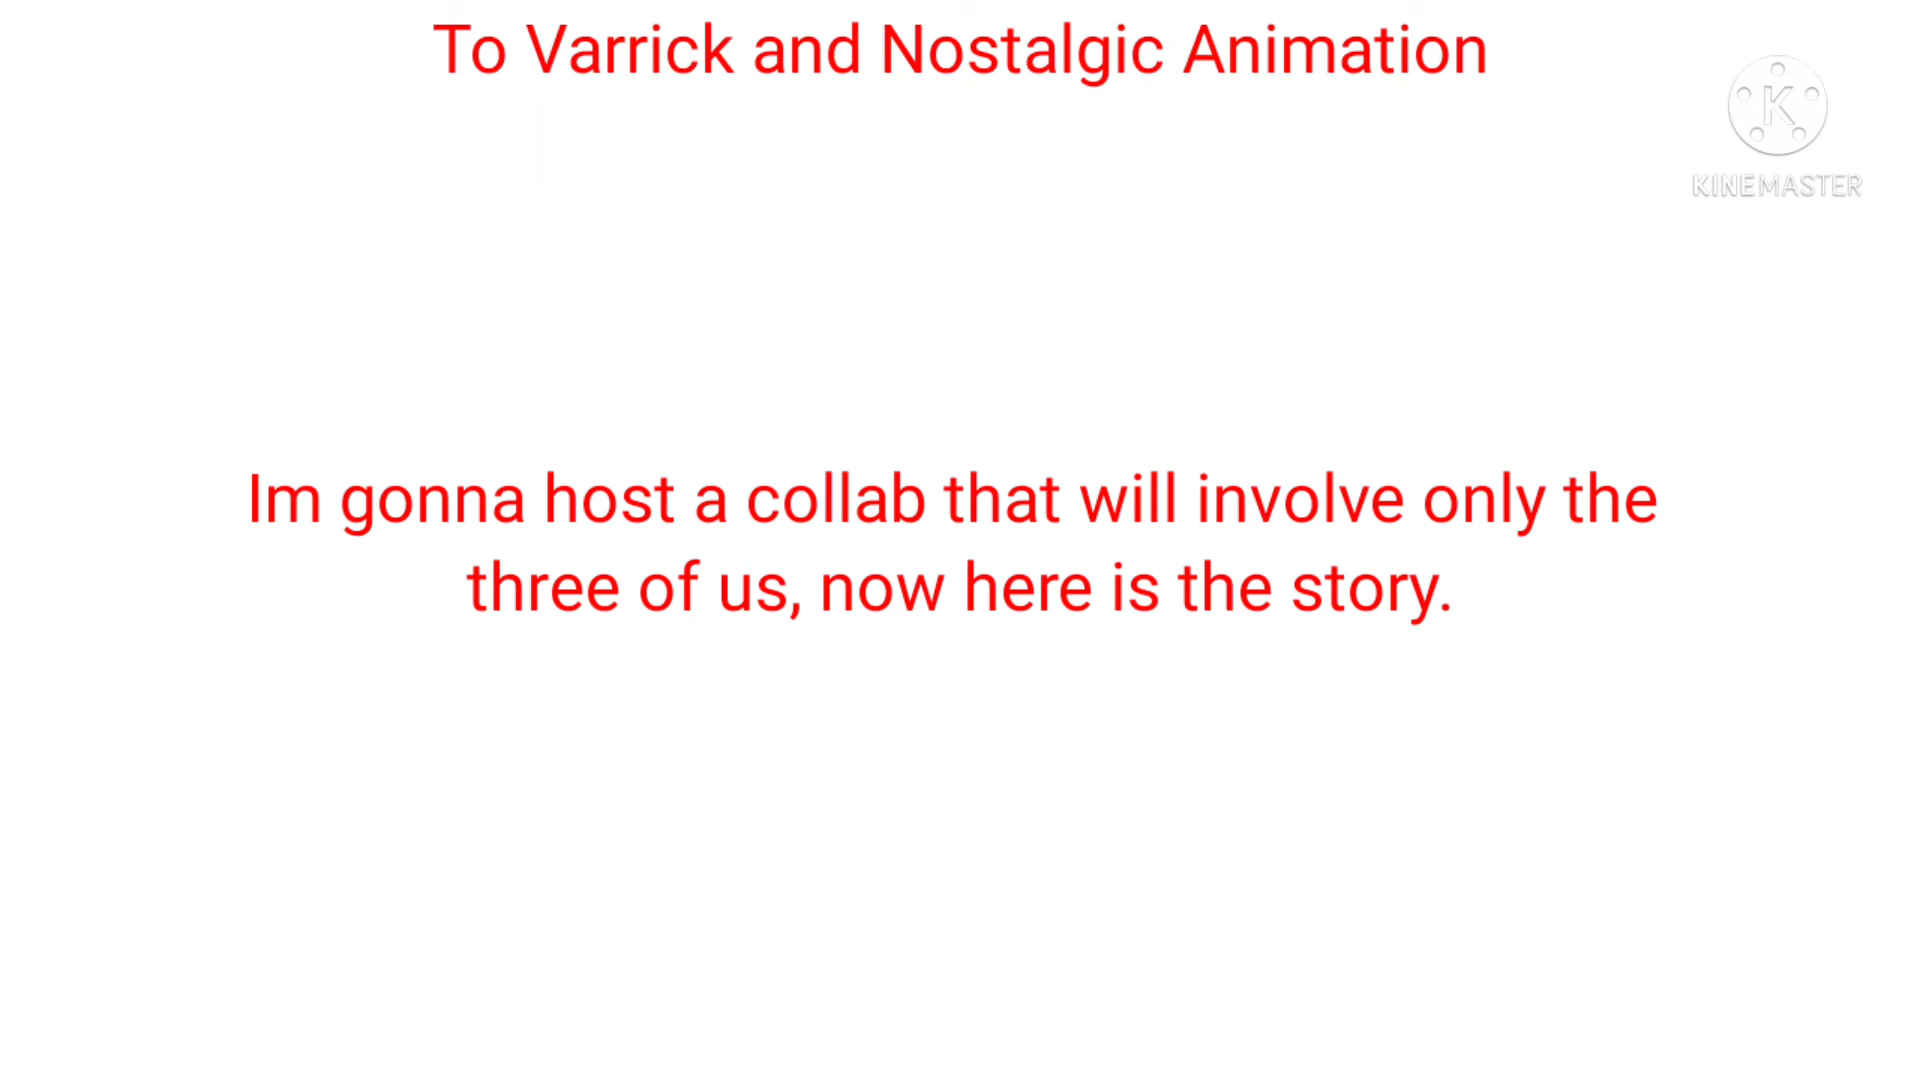 To Varrick and Nostalgic Animation
K
KINEMASTER
Im gonna host a collab that will involve only the
three of us, now here is the story.